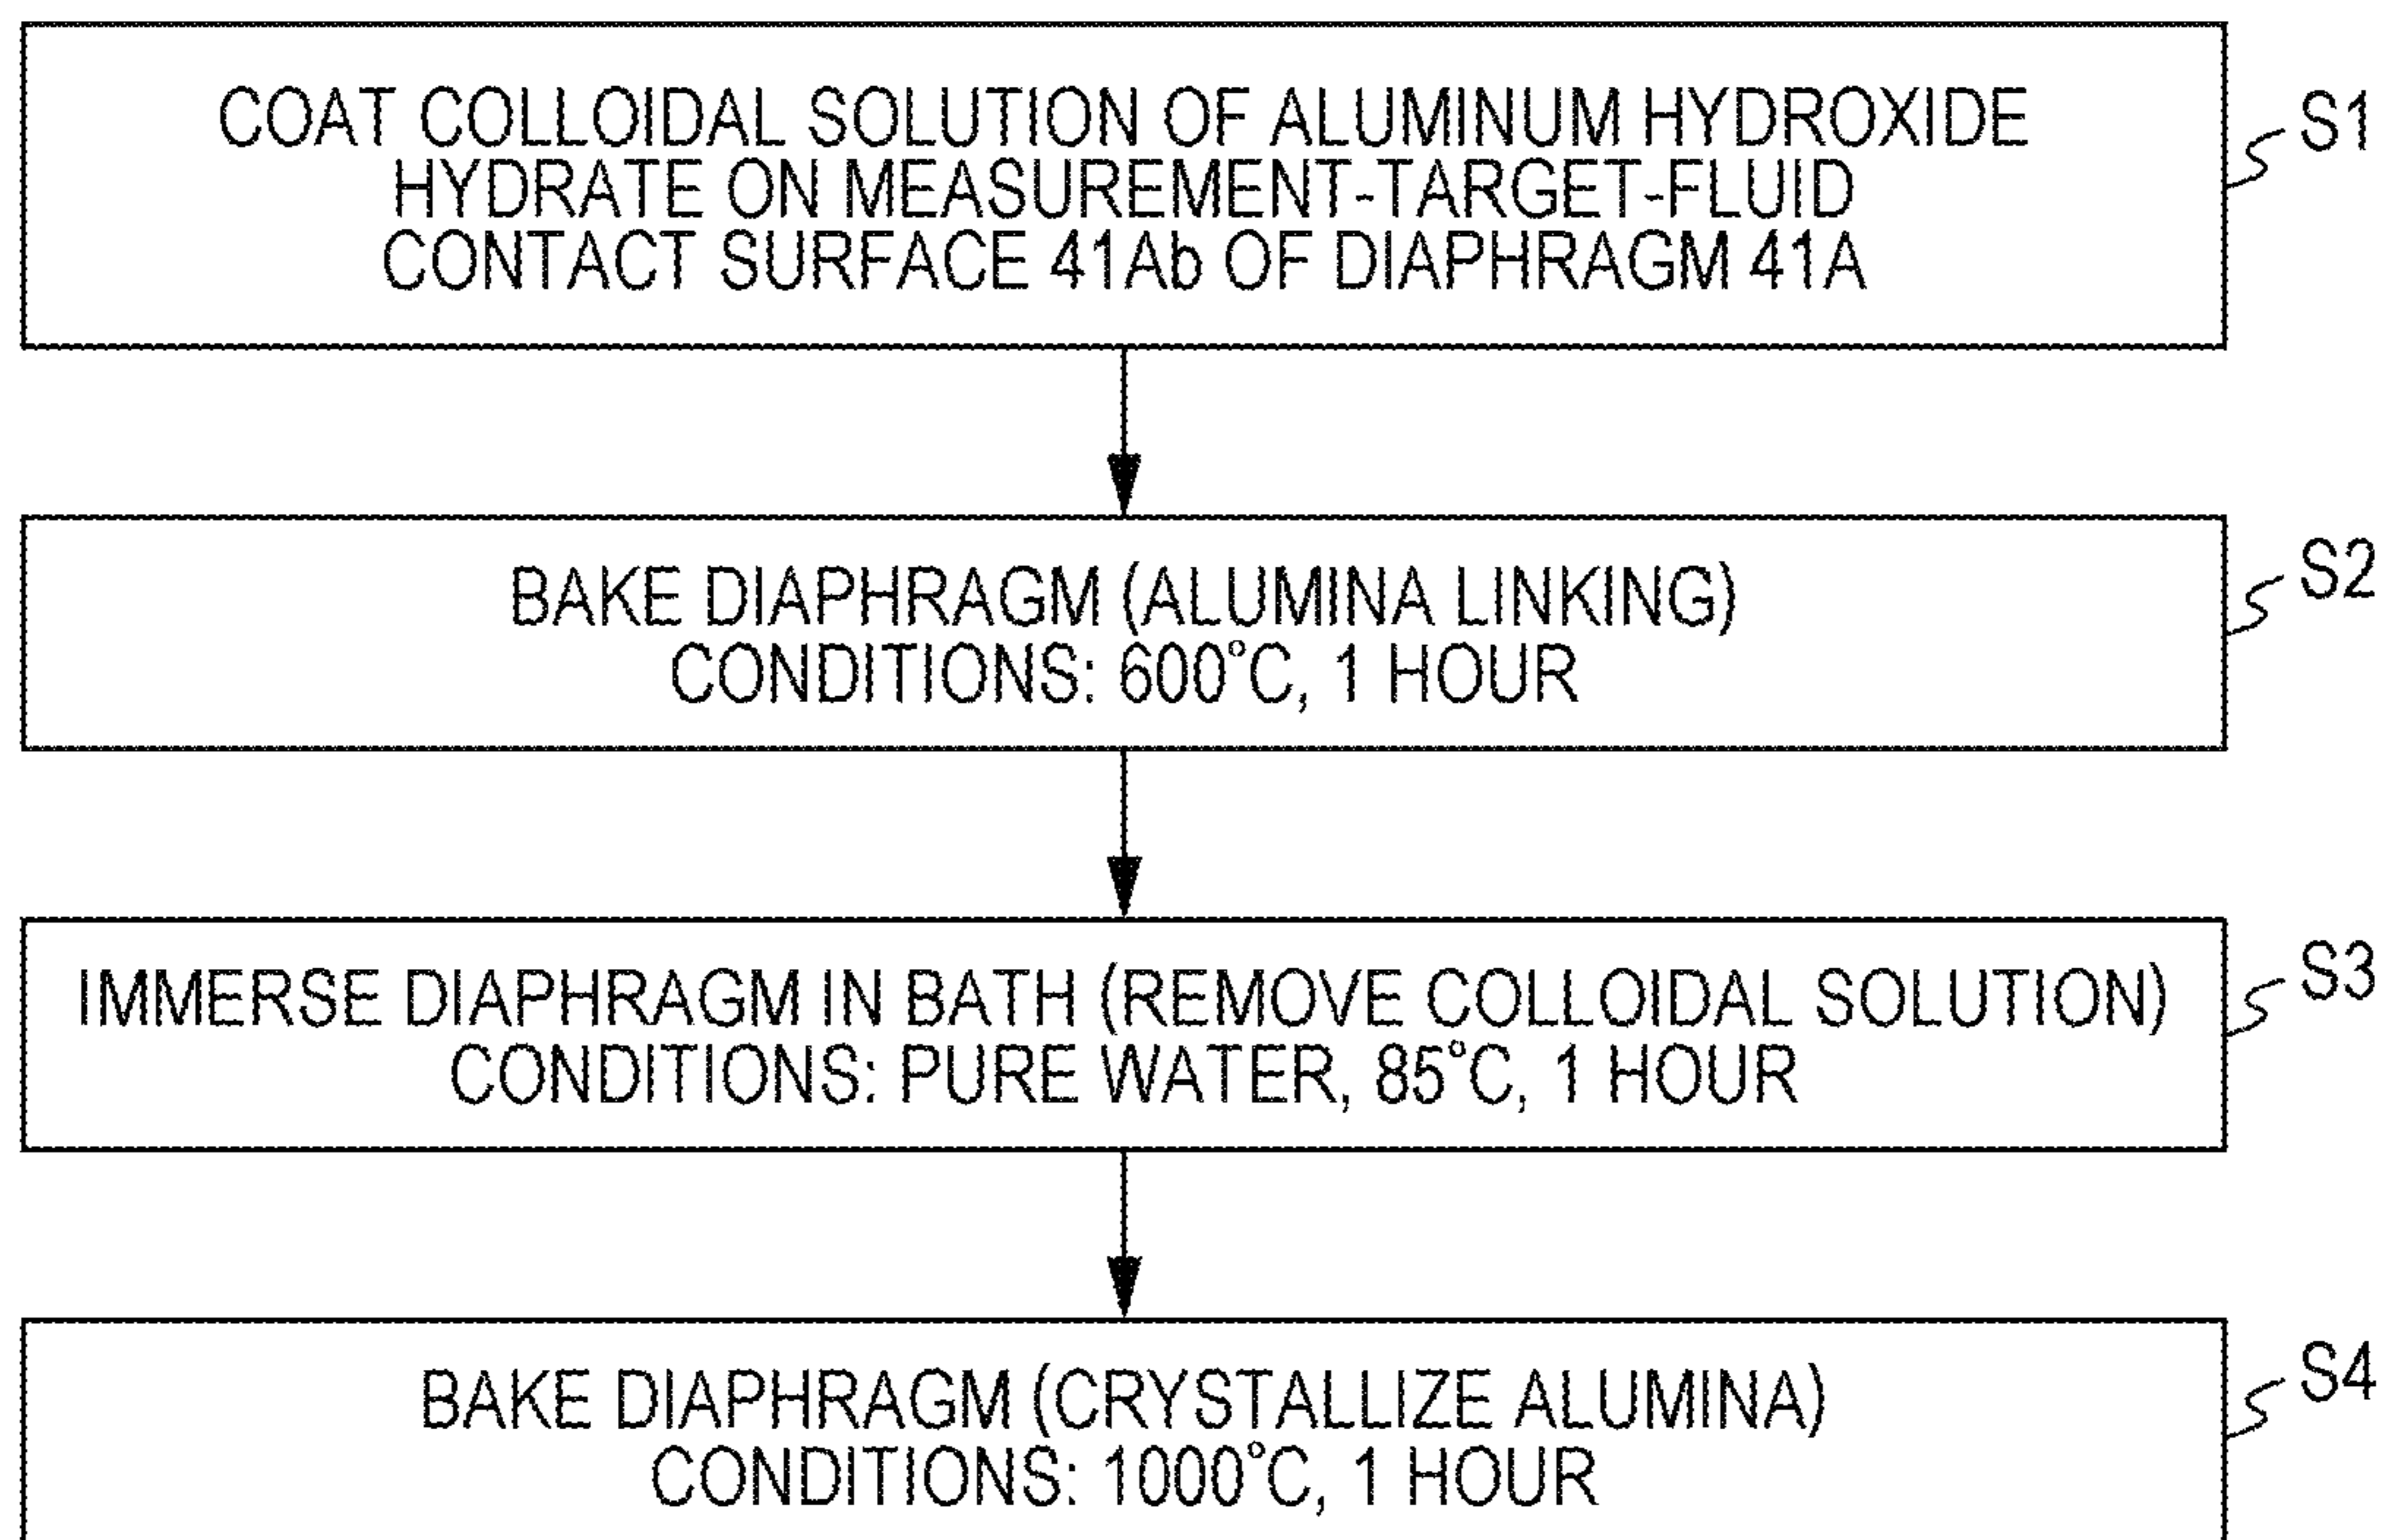 COAT COLLOIDAL SOLUTION OF ALUMINUM HYDROXIDE
HYDRATE ON MEASUREMENT-TARGET-FLUID
CONTACT SURFACE 41Ab OF DIAPHRAGM 41A
S1
BAKE DIAPHRAGM (ALUMINA LINKING)
CONDITIONS: 600°C, 1 HOUR
S2
IMMERSE DIAPHRAGM IN BATH (REMOVE COLLOIDAL SOLUTION)
CONDITIONS: PURE WATER, 85°C, 1 HOUR
S3
BAKE DIAPHRAGM (CRYSTALLIZE ALUMINA)
CONDITIONS: 1000°C, 1 HOUR
S4